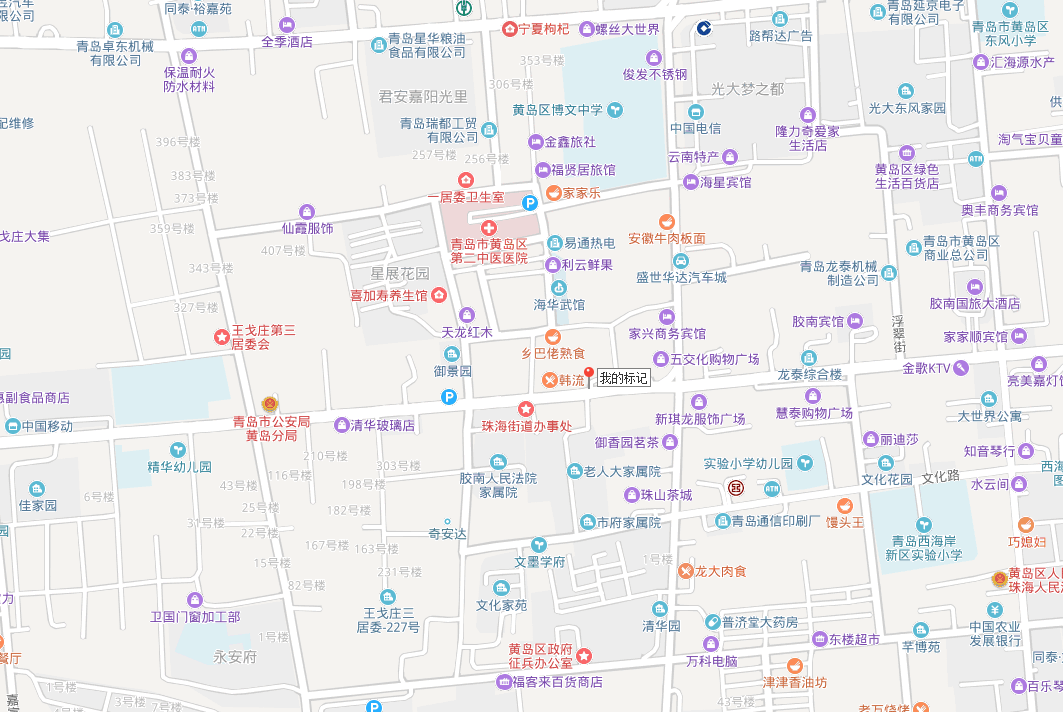 同泰·裕嘉苑
全季酒店
青岛卓东机械
有限公司
保温耐火
防水材料
青岛星华粮油
食品有限公司
宁夏枸杞
螺丝大世界
353号楼
306号楼
俊发不锈钢
路帮达广告
青岛延京电子
有限公司
青岛市黄岛区
东风小学
汇海源水产
君安嘉阳光里
黄岛区博文中学
光大梦之都
光大东风家园
青岛瑞都工贸
有限公司
中国电信
隆力奇爱家
生活店
淘气宝贝童
配维修
396号楼
257号楼
256号楼
金鑫旅社
福贤居旅馆
云南特产
海星宾馆
黄岛区绿色
生活百货店
383号楼
373号楼
一居委卫生室
家家乐
奥丰商务宾馆
仙霞服饰
359号楼
戈庄大集
407号楼
343号楼
327号楼
青岛市黄岛区
第二中医医院
易通热电
利云鲜果
安徽牛肉板面
盛世华达汽车城
青岛市黄岛区
商业总公司
青岛龙泰机械
制造公司
星展花园
喜加寿养生馆
海华武馆
胶南国旅大酒店
天龙红木
家兴商务宾馆
胶南宾馆
浮翠街
家家顺宾馆
王戈庄第三
居委会
御景园
乡巴佬熟食
五交化购物广场
龙泰综合楼
金歌KTV
韩流
我的标记
亮美嘉灯
惠副食品商店
中国移动
青岛市公安局
黄岛分局
清华玻璃店
珠海街道办事处
新琪龙服饰广场
慧泰购物广场
大世界公寓
精华幼儿园
210号楼
303号楼
116号楼
198号楼
43号楼
25号楼
182号楼
6号楼
佳家园
31号楼
22号楼
167号楼
163号楼
15号楼
231号楼
82号楼
御香园茗茶
胶南人民法院
家属院
老人大家属院
珠山茶城
实验小学幼儿园
丽迪莎
文化花园
文化路
知音琴行
水云间
西海
奇安达
市府家属院
青岛通信印刷厂
馒头王
青岛西海岸
新区实验小学
巧媳妇
文墨学府
1号楼
龙大肉食
黄岛区人
珠海人民
卫国门窗加工部
王戈庄三
居委-227号
文化家苑
清华园
普济堂大药房
中国农业
发展银行
1号楼
永安府
黄岛区政府
征兵办公室
万科电脑
东楼超市
芊博苑
同泰·
餐厅
福客来百货商店
津津香油坊
百乐琴
1号楼
3号楼
7号楼
43号楼
老万烧烤